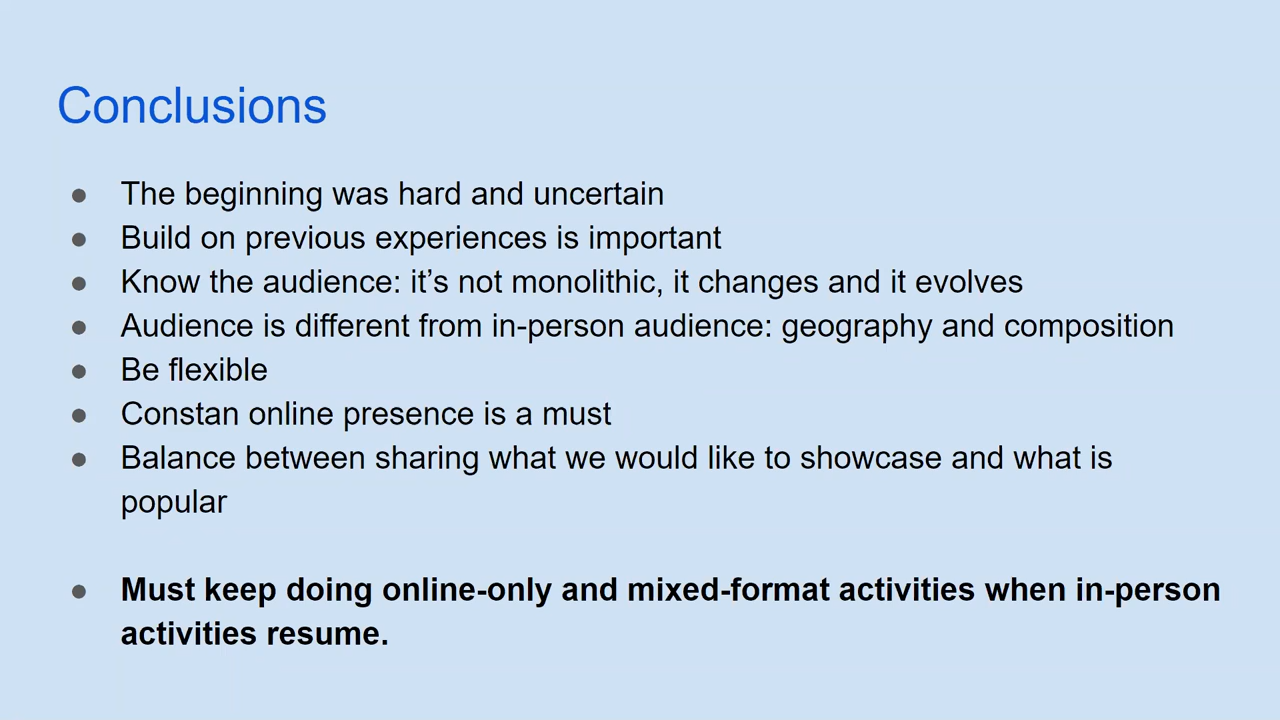 Conclusions
● The beginning was hard and uncertain
● Build on previous experiences is important
● Know the audience: it’s not monolithic, it changes and it evolves
● Audience is different from in-person audience: geography and composition
● Be flexible
● Constan online presence is a must
● Balance between sharing what we would like to showcase and what is
popular
● Must keep doing online-only and mixed-format activities when in-person
activities resume.